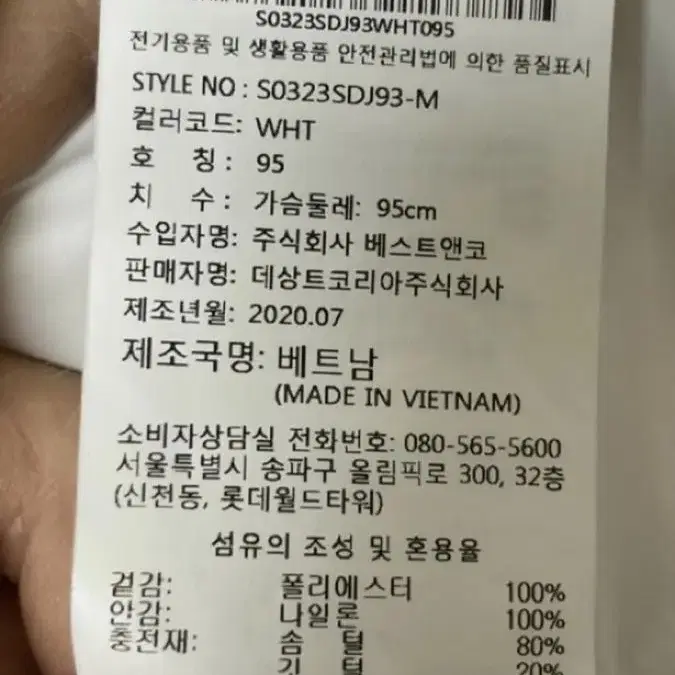 S0323SDJ93WHT095
전기용품 및 생활용품 안전관리법에 의한 품질표시
STYLE NO : S0323SDJ93-M
컬러코드: WHT
호 칭 : 95
치 수 : 가슴둘레: 95cm
수입자명: 주식회사 베스트앤코
판매자명: 데상트코리아주식회사
제조년월: 2020.07
제조국명: 베트남
(MADE IN VIETNAM)
소비자상담실 전화번호: 080-565-5600
서울특별시 송파구 올림픽로 300, 32층
(신천동, 롯데월드타워)
섬유의 조성 및 혼용율
겉감: 폴리에스터 100%
안감: 나일론 100%
충전재: 솜 털 80%
깃 털 20%